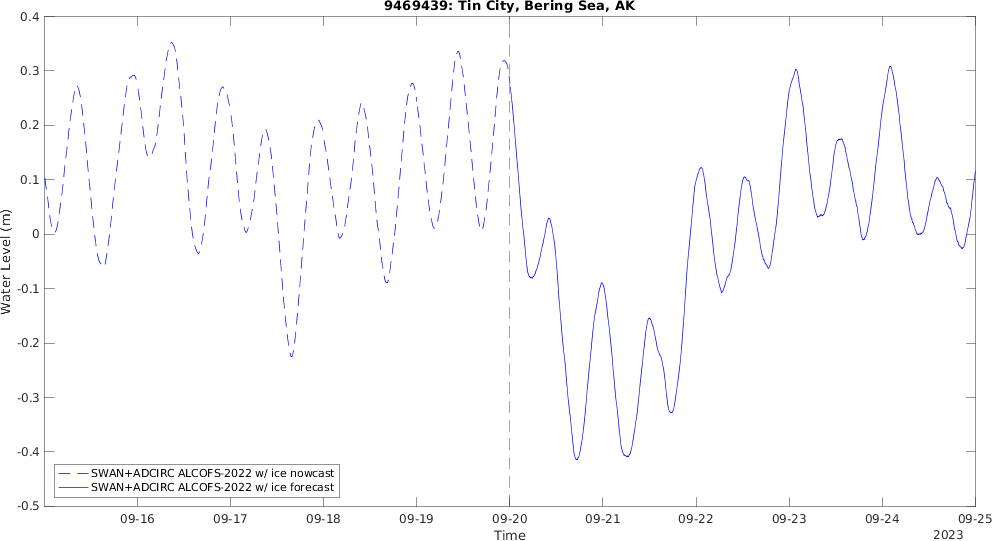 9469439: Tin City, Bering Sea, AK
0.4
0.3
0.2
0.1
0
-0.1
-0.2
-0.3
-0.4
-0.5
Water Level (m)
SWAN+ADCIRC ALCOFS-2022 w/ ice nowcast
SWAN+ADCIRC ALCOFS-2022 w/ ice forecast
09-16 09-17 09-18 09-19 09-20 09-21 09-22 09-23 09-24 09-25
Time
2023